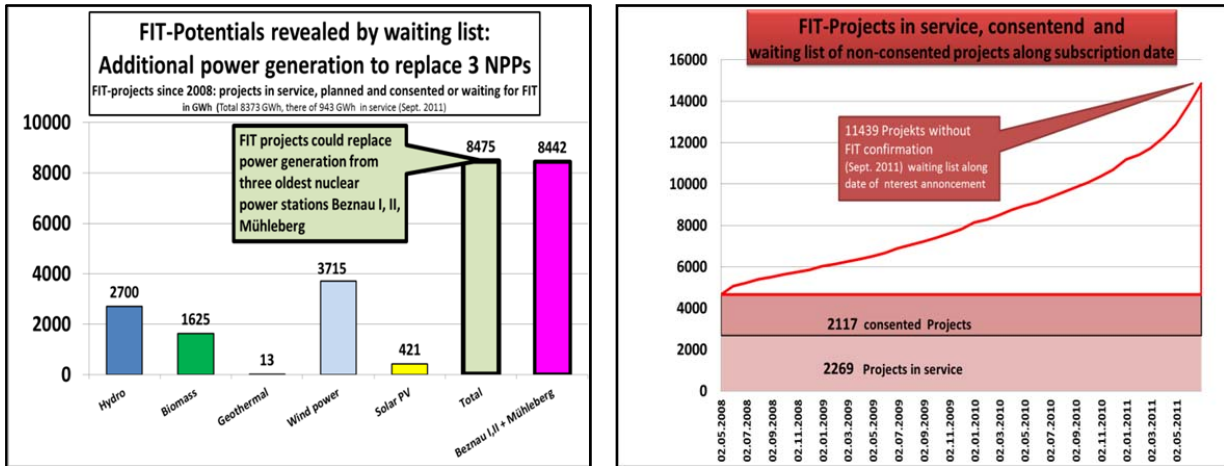 FIT-Potentials revealed by waiting list:
Additional power generation to replace 3 NPPs
FIT-projects since 2008: projects in service, planned and consented or waiting for FIT
in GWh (Total 8373 GWh, there of 943 GWh in service (Sept. 2011)
10000
8000
6000
4000
2000
0
FIT projects could replace
power generation from
three oldest nuclear
power stations Beznau I, II,
Mühleberg
2700
1625
13
3715
421
8475
8442
Hydro
Biomass
Geothermal
Wind power
Solar PV
Total
Beznau I,II + Mühleberg
FIT-Projects in service, consentend and
waiting list of non-consented projects along subscription date
16000
14000
12000
10000
8000
6000
4000
2000
0
11439 Projekts without
FIT confirmation
(Sept. 2011) waiting list along
date of nterest annoncement
2117 consented Projects
2269 Projects in service
02.05.2008
02.07.2008
02.09.2008
02.11.2008
02.01.2009
02.03.2009
02.05.2009
02.07.2009
02.09.2009
02.11.2009
02.01.2010
02.03.2010
02.05.2010
02.07.2010
02.09.2010
02.11.2010
02.01.2011
02.03.2011
02.05.2011